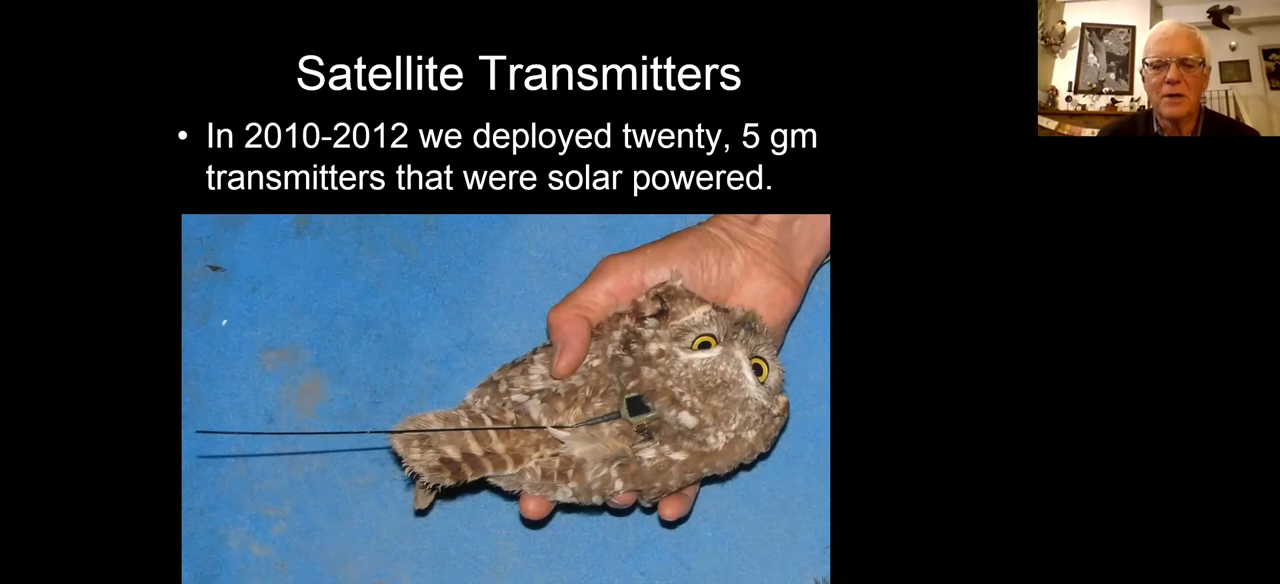 Satellite Transmitters
• In 2010-2012 we deployed twenty, 5 gm
transmitters that were solar powered.